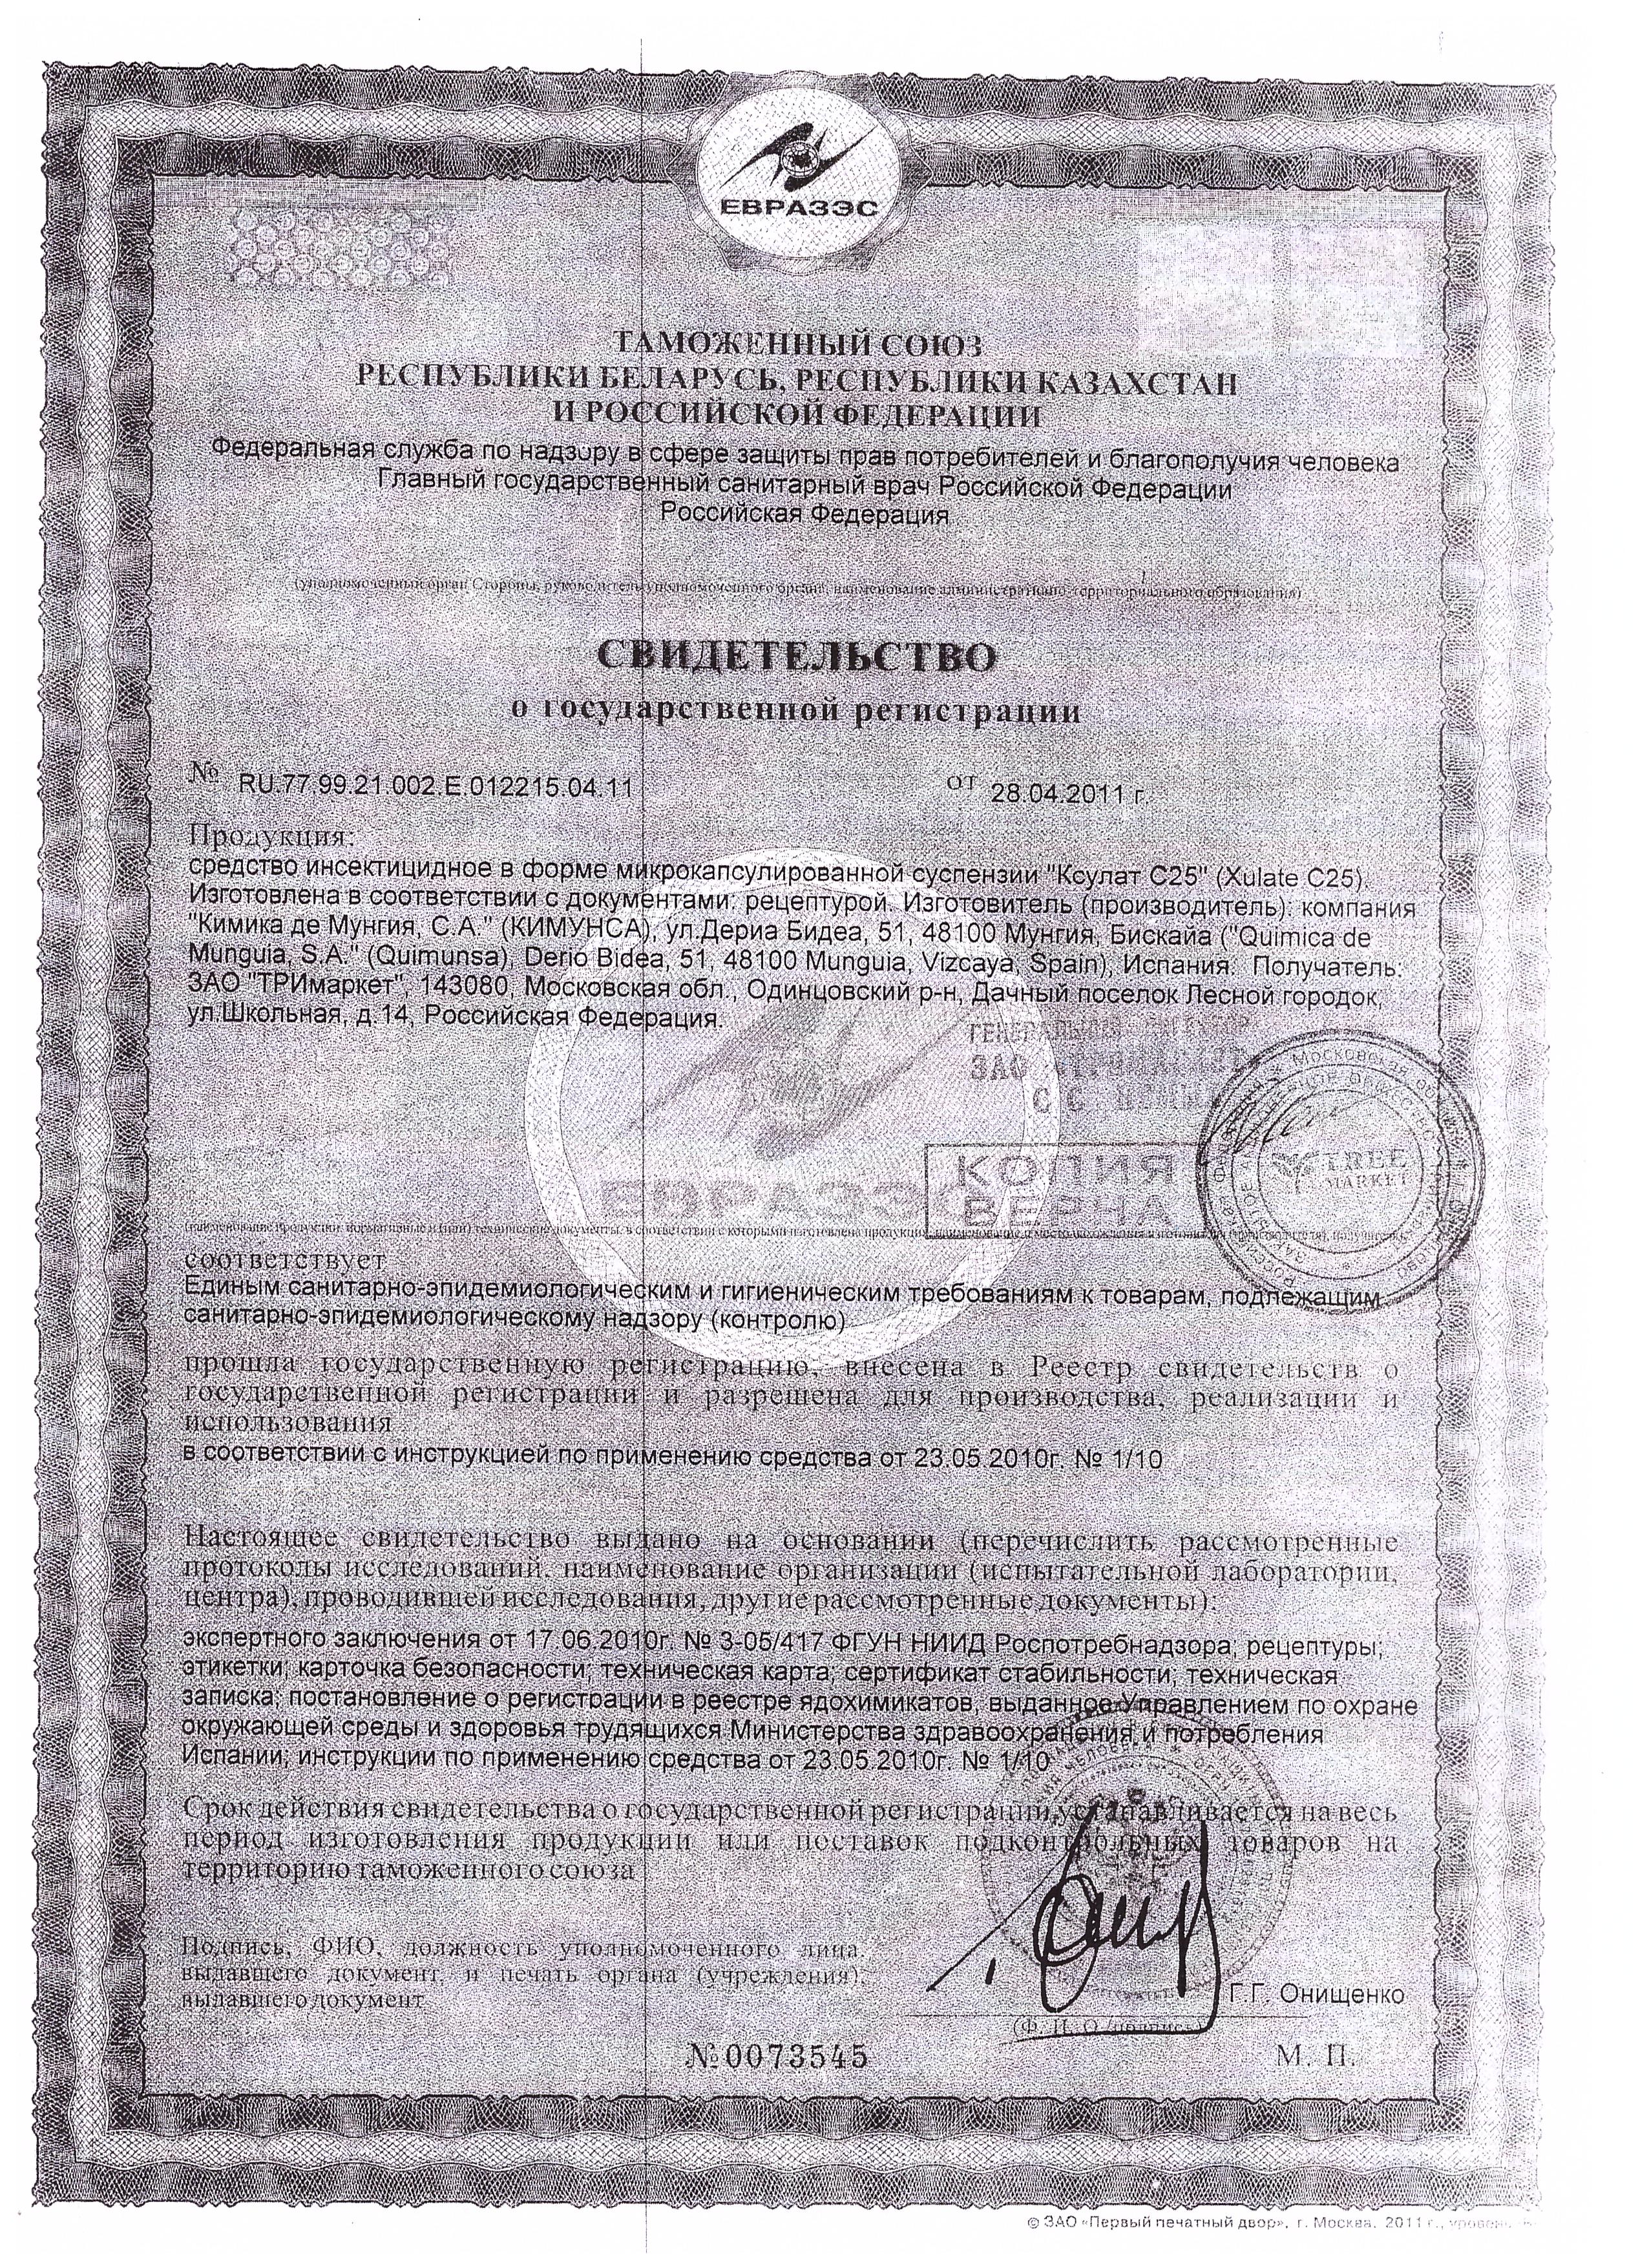 ЕВРАЗЭС
ТАМОЖЕННЫЙ СОЮЗ
РЕСПУБЛИКИ БЕЛАРУСЬ, РЕСПУБЛИКИ КАЗАХСТАН
И РОССИЙСКОЙ ФЕДЕРАЦИИ
Федеральная служба по надзору в сфере защиты прав потребителей и благополучия человека
Главный государственный санитарный врач Российской Федерации
Российская Федерация
(уполномоченный орган Стороны, руководитель уполномоченного органа, наименование административно-территориального образования)
СВИДЕТЕЛЬСТВО
о государственной регистрации
№ RU.77.99.21.002.Е.012215.04.11 от 28.04.2011 г.
Продукция:
средство инсектицидное в форме микрокапсулированной суспензии "Ксулат С25" (Xulate C25).
Изготовлена в соответствии с документами: рецептурой. Изготовитель (производитель): компания
"Кимика де Мунгия, С.А." (КИМУНСА), ул.Дериа Бидеа, 51, 48100 Мунгия, Бискайа ("Quimica de
Munguia, S.A." (Quimunsa), Derio Bidea, 51, 48100 Munguia, Vizcaya, Spain), Испания. Получатель:
ЗАО "ТРИмаркет", 143080, Московская обл., Одинцовский р-н, Дачный поселок Лесной городок,
ул.Школьная, д.14, Российская Федерация.
ЗАО
TREE
MARKET
КОПИЯ
ВЕРНА
ЕВРАЗЭС
(наименование продукции, нормативные и (или) технические документы, в соответствии с которыми изготовлена продукция, наименование и местонахождение изготовителя (производителя), получателя)
соответствует
Единым санитарно-эпидемиологическим и гигиеническим требованиям к товарам, подлежащим
санитарно-эпидемиологическому надзору (контролю)
прошла государственную регистрацию, внесена в Реестр свидетельств о
государственной регистрации и разрешена для производства, реализации и
использования
в соответствии с инструкцией по применению средства от 23.05.2010г. № 1/10
Настоящее свидетельство выдано на основании (перечислить рассмотренные
протоколы исследований, наименование организации (испытательной лаборатории,
центра), проводившей исследования, другие рассмотренные документы):
экспертного заключения от 17.06.2010г. № 3-05/417 ФГУН НИИД Роспотребнадзора; рецептуры;
этикетки; карточка безопасности; техническая карта; сертификат стабильности; техническая
записка; постановление о регистрации в реестре ядохимикатов, выданное Управлением по охране
окружающей среды и здоровья трудящихся Министерства здравоохранения и потребления
Испании; инструкции по применению средства от 23.05.2010г. № 1/10
Срок действия свидетельства о государственной регистрации устанавливается на весь
период изготовления продукции или поставок подконтрольных товаров на
территорию таможенного союза
Подпись, ФИО, должность уполномоченного лица,
выдавшего документ, и печать органа (учреждения),
выдавшего документ
Г.Г. Онищенко
(Ф. И. О./подпись)
№0073545
М. П.
© ЗАО «Первый печатный двор», г. Москва, 2011 г., уровень